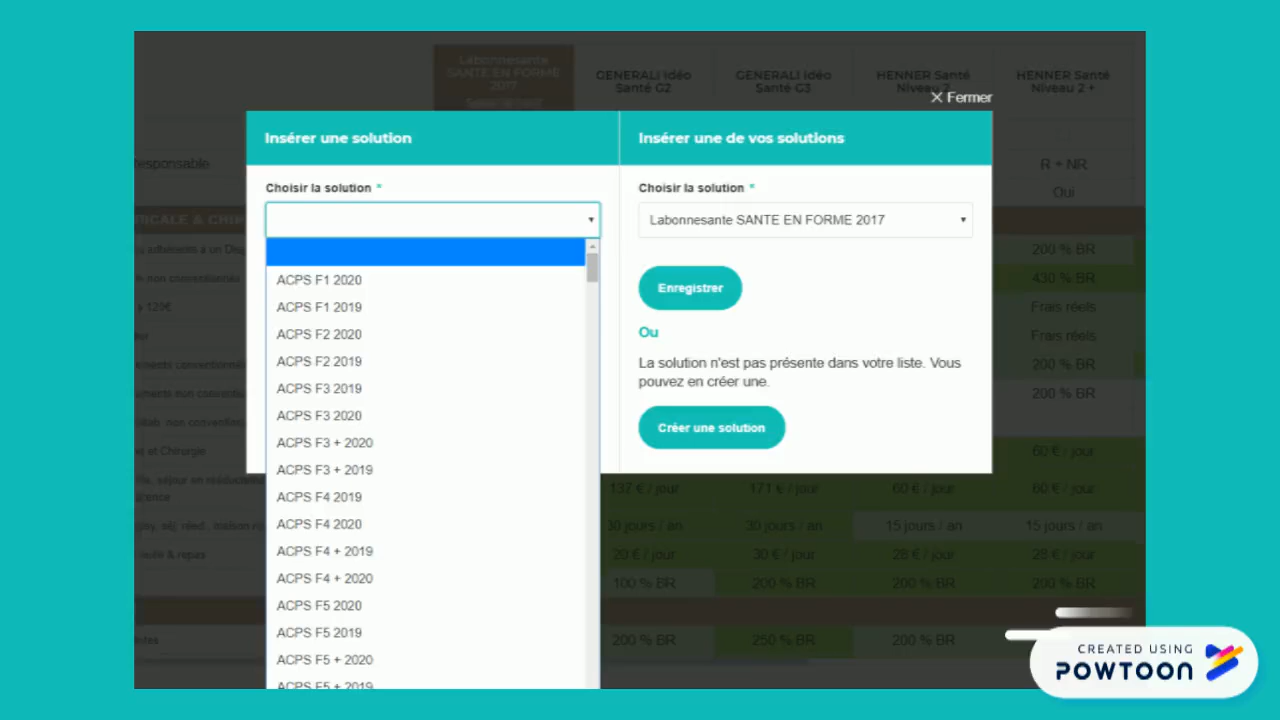 Labonnesante
SANTE EN FORME
2017
GENERALI Idéo
Santé G2
GENERALI Idéo
Santé G3
HENNER Santé
Niveau 2
HENNER Santé
Niveau 2 +
Fermer
Insérer une solution
Insérer une de vos solutions
Choisir la solution *
Choisir la solution *
Labonnesante SANTE EN FORME 2017
ACPS F1 2020
ACPS F1 2019
ACPS F2 2020
ACPS F2 2019
ACPS F3 2019
ACPS F3 2020
ACPS F3 + 2020
ACPS F3 + 2019
ACPS F4 2019
ACPS F4 2020
ACPS F4 + 2019
ACPS F4 + 2020
ACPS F5 2020
ACPS F5 2019
ACPS F5 + 2020
ACPS F5 + 2019
Enregistrer
Ou
La solution n'est pas présente dans votre liste. Vous
pouvez en créer une.
Créer une solution
R + NR
Oui
200 % BR
430 % BR
Frais réels
Frais réels
200 % BR
200 % BR
60 € / jour
137 € / jour 171 € / jour 60 € / jour 60 € / jour
30 jours / an 30 jours / an 15 jours / an 15 jours / an
20 € / jour 30 € / jour 28 € / jour 28 € / jour
100 % BR 200 % BR 200 % BR 200 % BR
200 % BR 250 % BR 200 % BR
CREATED USING
POWTOON